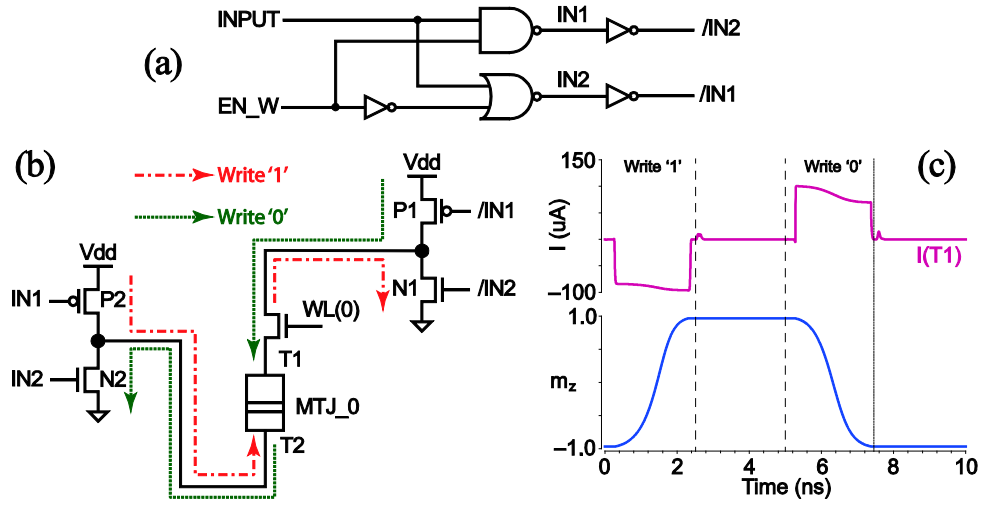 (a)
INPUT
EN_W
IN1
/IN2
IN2
/IN1
(b)
Write '1'
Write '0'
Vdd
P1
/IN1
N1
/IN2
Vdd
IN1
P2
IN2
N2
WL(0)
T1
MTJ_0
T2
(c)
Write '1'
Write '0'
150
I (uA)
–100
I(T1)
1.0
mz
–1.0
0 2 4 6 8 10
Time (ns)